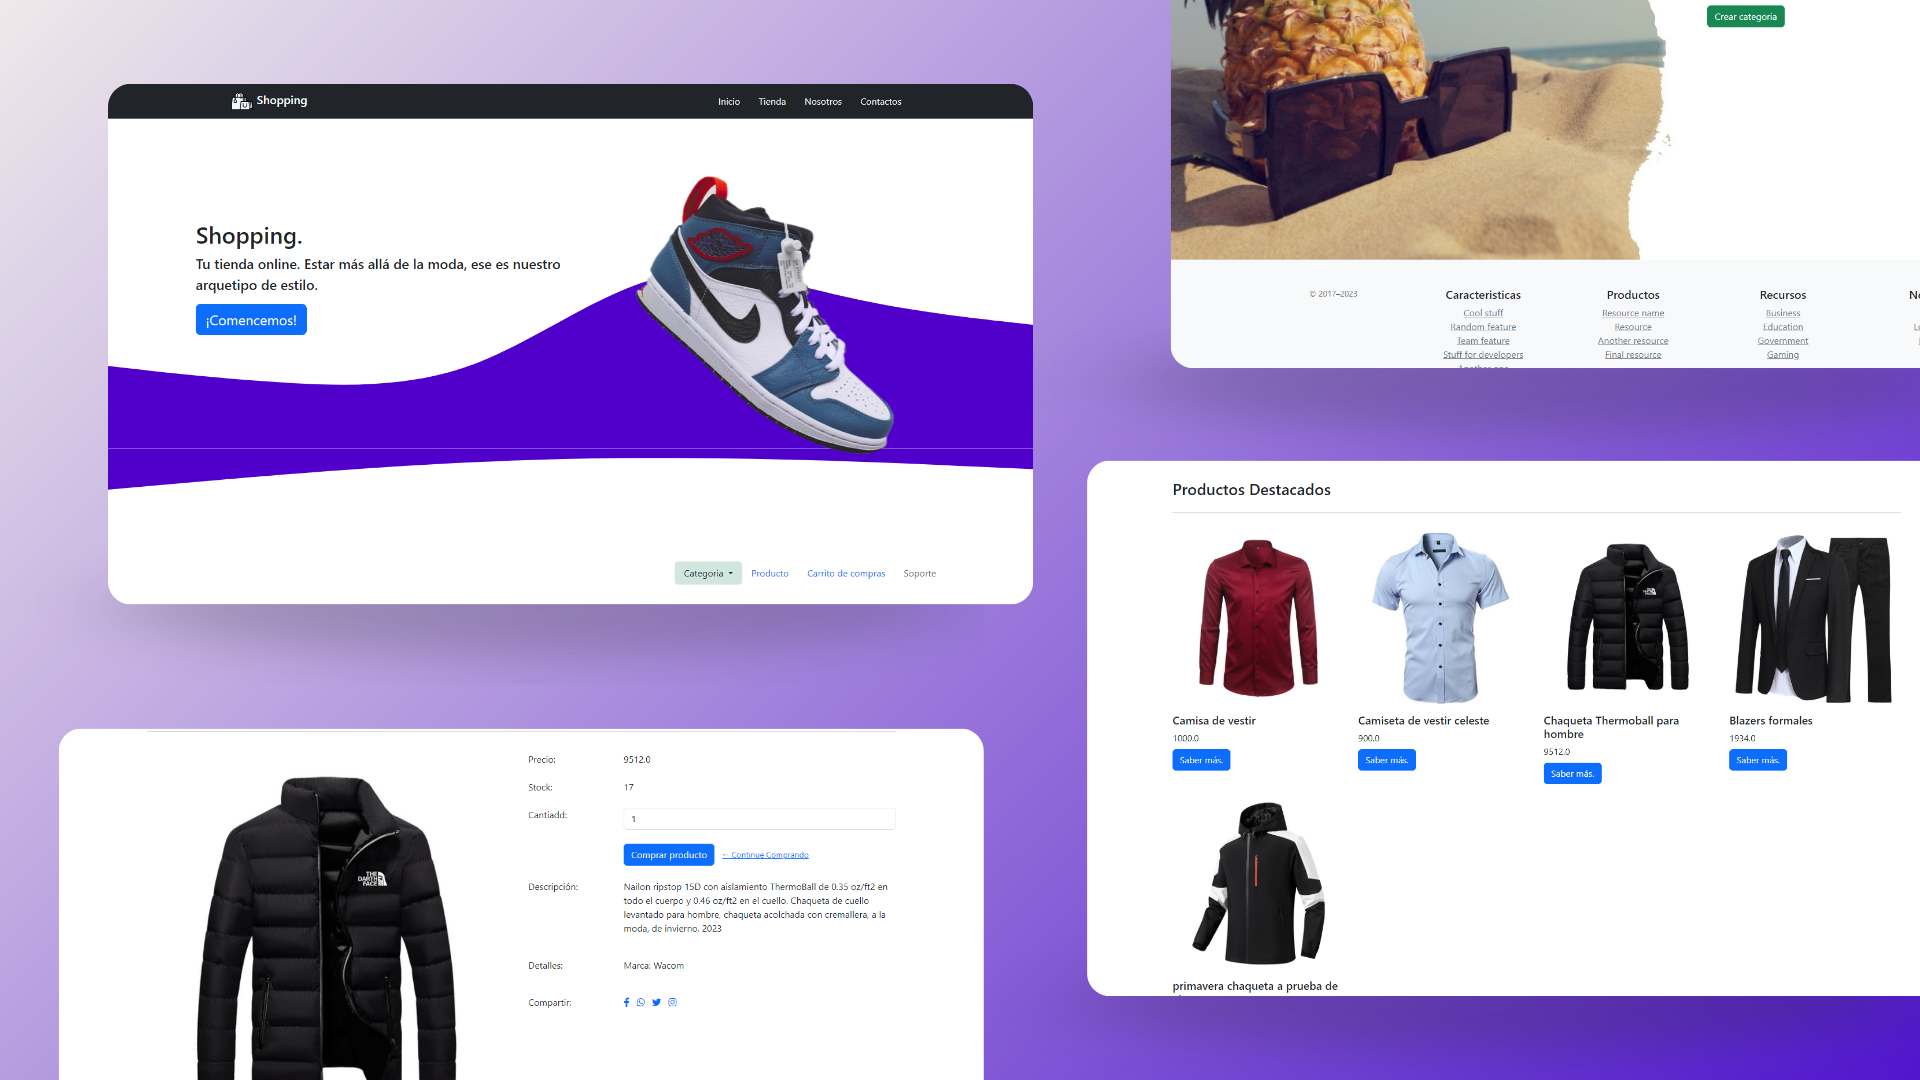 Shopping
Inicio Tienda Nosotros Contactos
Shopping.
Tu tienda online. Estar más allá de la moda, ese es nuestro
arquetipo de estilo.
¡Comencemos!
Categoria Producto Carrito de compras Soporte
Crear categoria
© 2017–2023
Caracteristicas
Cool stuff
Random feature
Team feature
Stuff for developers
Productos
Resource name
Resource
Another resource
Final resource
Recursos
Business
Education
Government
Gaming
Productos Destacados
Camisa de vestir
1000.0
Saber más.
Camiseta de vestir celeste
900.0
Saber más.
Chaqueta Thermoball para
hombre
9512.0
Saber más.
Blazers formales
1934.0
Saber más.
primavera chaqueta a prueba de
THE
DARTH
FACE
Precio: 9512.0
Stock: 17
Cantiadd: 1
Comprar producto ← Continue Comprando
Descripción: Nailon ripstop 15D con aislamiento ThermoBall de 0.35 oz/ft2 en
todo el cuerpo y 0.46 oz/ft2 en el cuello. Chaqueta de cuello
levantado para hombre, chaqueta acolchada con cremallera, a la
moda, de invierno, 2023
Detalles: Marca: Wacom
Compartir: